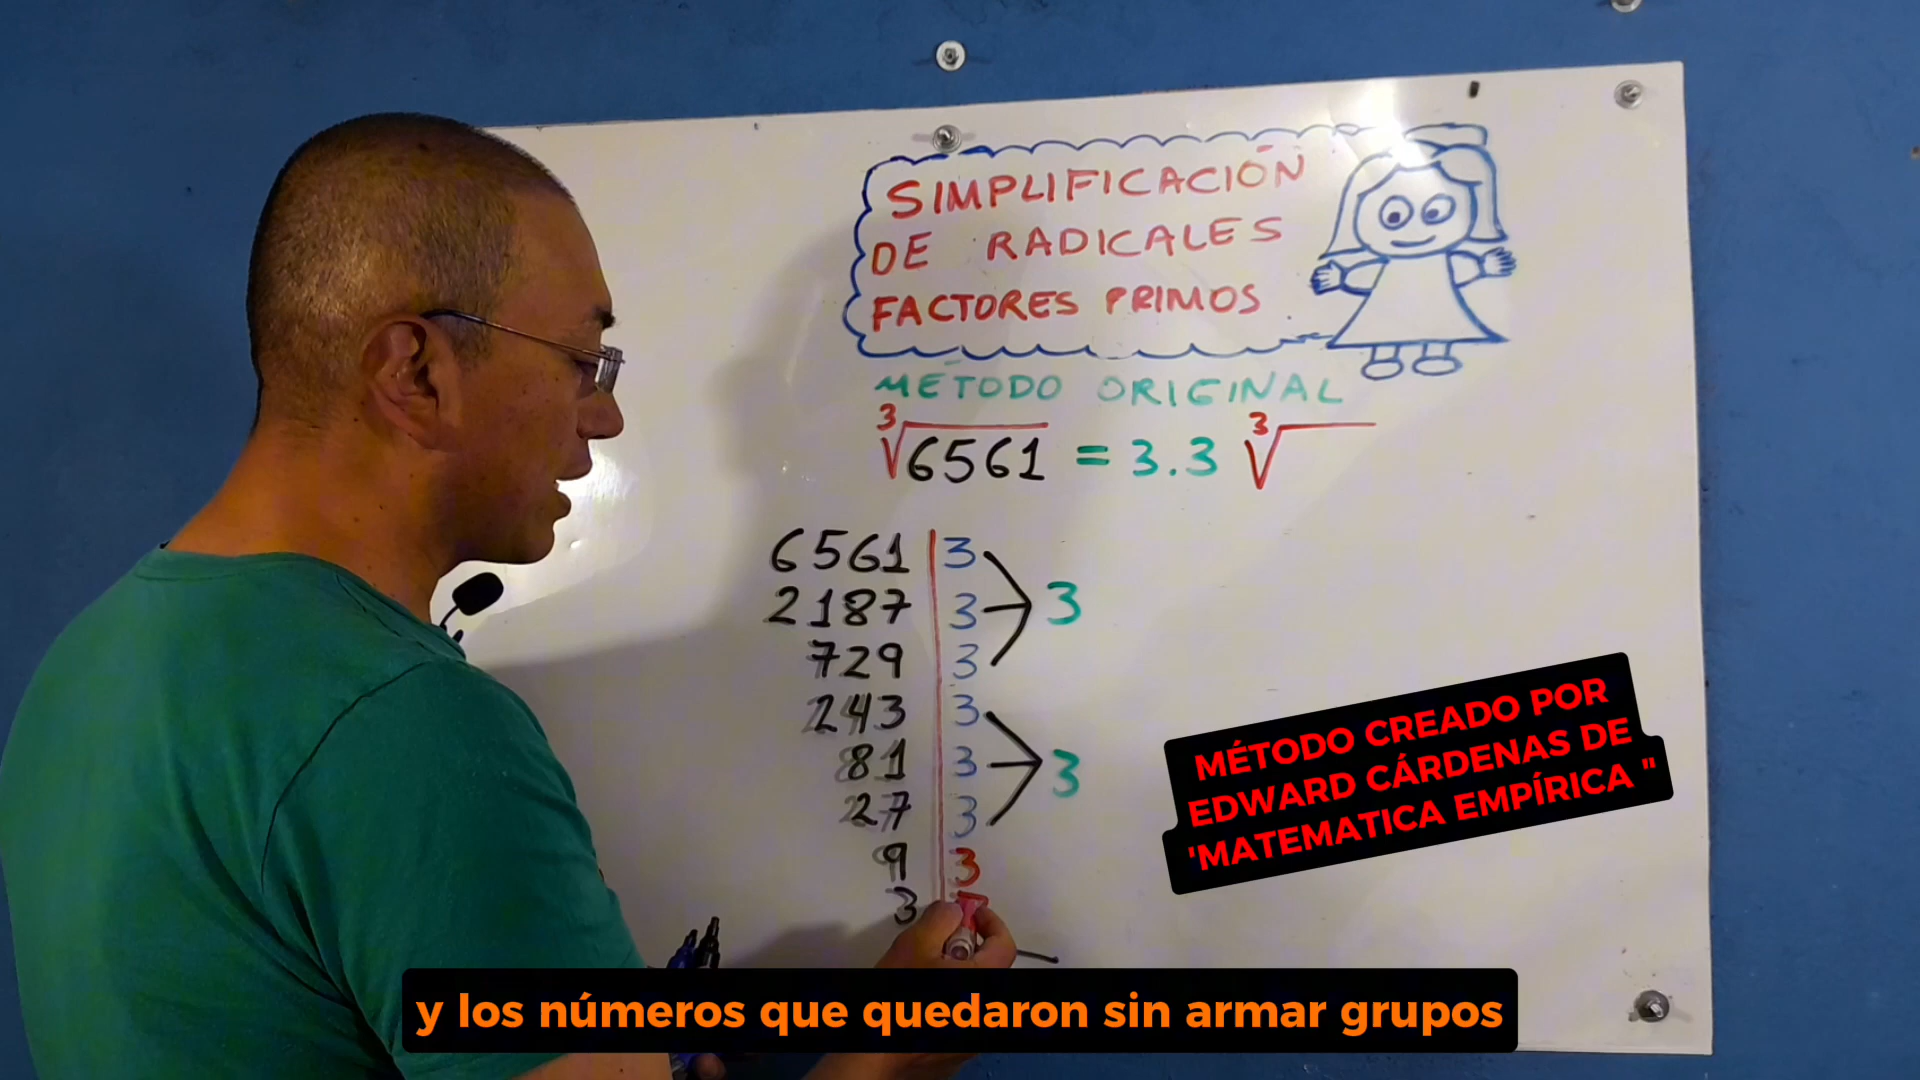 SIMPLIFICACIÓN
DE RADICALES
FACTORES PRIMOS
MÉTODO ORIGINAL
∛6561 = 3.3 ∛
6561 | 3
2187 | 3 3
729 | 3
243 | 3
81 | 3 3
27 | 3
9 | 3
3
MÉTODO CREADO POR
EDWARD CÁRDENAS DE
'MATEMATICA EMPÍRICA "
y los números que quedaron sin armar grupos